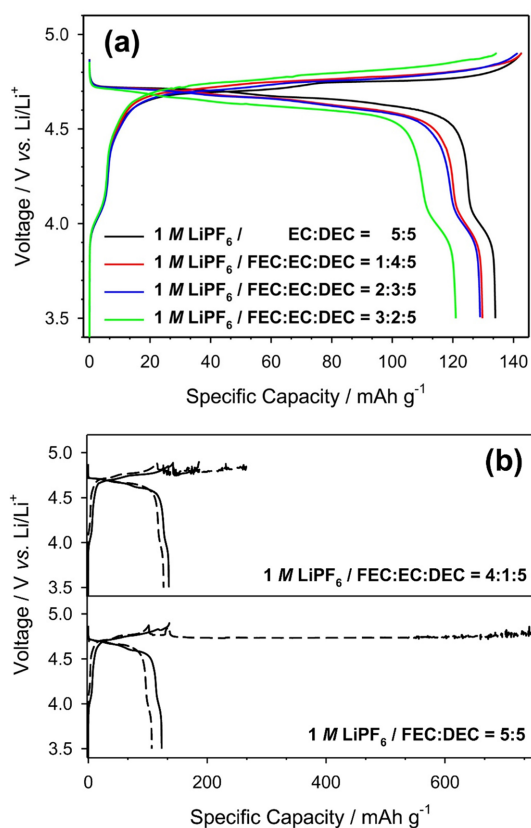 (a)
Voltage / V vs. Li/Li⁺
5.0
4.5
4.0
3.5
1 M LiPF₆ / EC:DEC = 5:5
1 M LiPF₆ / FEC:EC:DEC = 1:4:5
1 M LiPF₆ / FEC:EC:DEC = 2:3:5
1 M LiPF₆ / FEC:EC:DEC = 3:2:5
0 20 40 60 80 100 120 140
Specific Capacity / mAh g⁻¹
(b)
Voltage / V vs. Li/Li⁺
5.0
4.5
4.0
3.5
1 M LiPF₆ / FEC:EC:DEC = 4:1:5
5.0
4.5
4.0
3.5
1 M LiPF₆ / FEC:DEC = 5:5
0 200 400 600
Specific Capacity / mAh g⁻¹